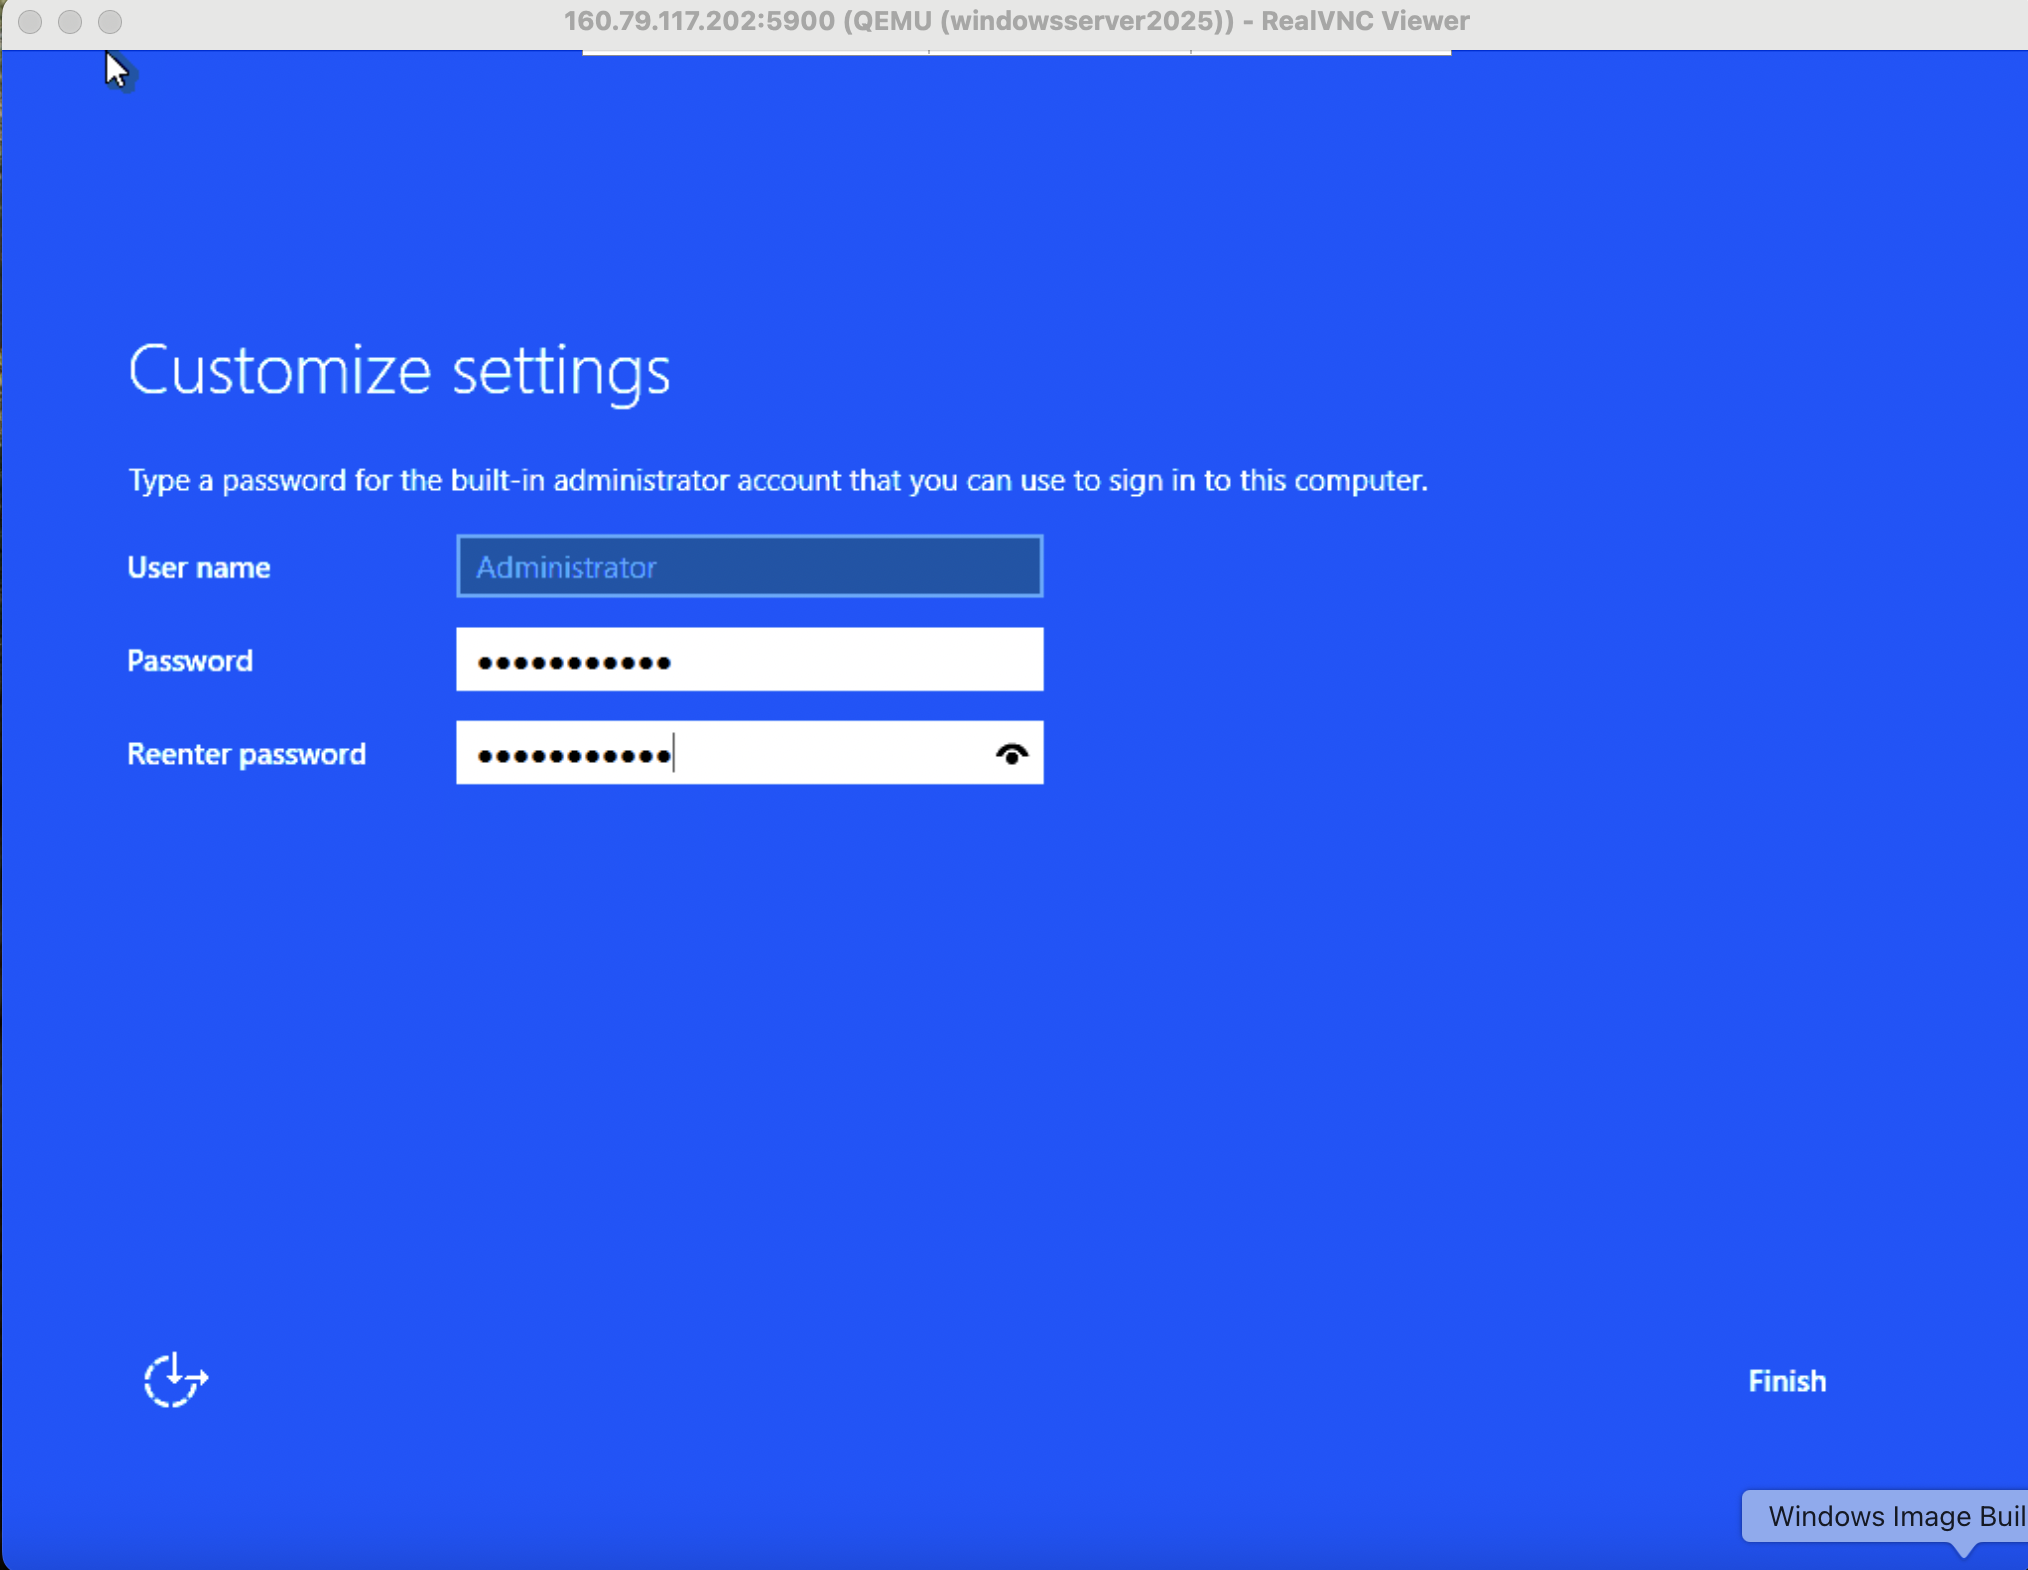 160.79.117.202:5900 (QEMU (windowsserver2025)) - RealVNC Viewer
Customize settings
Type a password for the built-in administrator account that you can use to sign in to this computer.
User name
Administrator
Password
Reenter password
Finish
Windows Image Buil